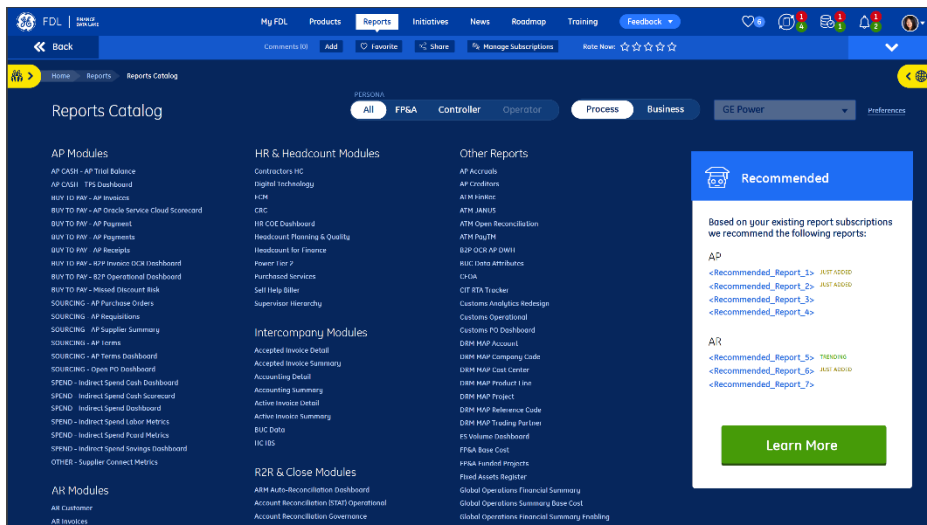 FDL FINANCE DATA LAKE
My FDL Products Reports Initiatives News Roadmap Training Feedback
6 1 4 1 8 1 2
Back
Comments (0) Add Favorite Share Manage Subscriptions Rate Now:
Home Reports Reports Catalog
Reports Catalog
PERSONA
All FP&A Controller Operator
Process Business
GE Power
Preferences
AP Modules
AP CASH - AP Trial Balance
AP CASH - TPS Dashboard
BUY TO PAY - AP Invoices
BUY TO PAY - AP Oracle Service Cloud Scorecard
BUY TO PAY - AP Payment
BUY TO PAY - AP Payments
BUY TO PAY - AP Receipts
BUY TO PAY - B2P Invoice OCR Dashboard
BUY TO PAY - B2P Operational Dashboard
BUY TO PAY - Missed Discount Risk
SOURCING - AP Purchase Orders
SOURCING - AP Requisitions
SOURCING - AP Supplier Summary
SOURCING - AP Terms
SOURCING - AP Terms Dashboard
SOURCING - Open PO Dashboard
SPEND - Indirect Spend Cash Dashboard
SPEND - Indirect Spend Cash Scorecard
SPEND - Indirect Spend Dashboard
SPEND - Indirect Spend Labor Metrics
SPEND - Indirect Spend Pcard Metrics
SPEND - Indirect Spend Savings Dashboard
OTHER - Supplier Connect Metrics
AR Modules
AR Customer
AR Invoices
HR & Headcount Modules
Contractors HC
Digital Technology
FCM
CRC
HR COE Dashboard
Headcount Planning & Quality
Headcount for Finance
Power Tier 2
Purchased Services
Self Help Biller
Supervisor Hierarchy
Intercompany Modules
Accepted Invoice Detail
Accepted Invoice Summary
Accounting Detail
Accounting Summary
Active Invoice Detail
Active Invoice Summary
BUC Data
IIC IBS
R2R & Close Modules
ARM Auto-Reconciliation Dashboard
Account Reconciliation (STAT) Operational
Account Reconciliation Governance
Other Reports
AP Accruals
AP Creditors
ATM FinRec
ATM JANUS
ATM Open Reconciliation
ATM PayTM
B2P OCR AP DWH
BUC Data Attributes
CFOA
CIT RTA Tracker
Customs Analytics Redesign
Customs Operational
Customs PO Dashboard
DRM MAP Account
DRM MAP Company Code
DRM MAP Cost Center
DRM MAP Product Line
DRM MAP Project
DRM MAP Reference Code
DRM MAP Trading Partner
ES Volume Dashboard
FP&A Base Cost
FP&A Funded Projects
Fixed Assets Register
Global Operations Financial Summary
Global Operations Summary Base Cost
Global Operations Financial Summary Enabling
Recommended
Based on your existing report subscriptions
we recommend the following reports:
AP
<Recommended_Report_1> JUST ADDED
<Recommended_Report_2> JUST ADDED
<Recommended_Report_3>
<Recommended_Report_4>
AR
<Recommended_Report_5> TRENDING
<Recommended_Report_6> JUST ADDED
<Recommended_Report_7>
Learn More